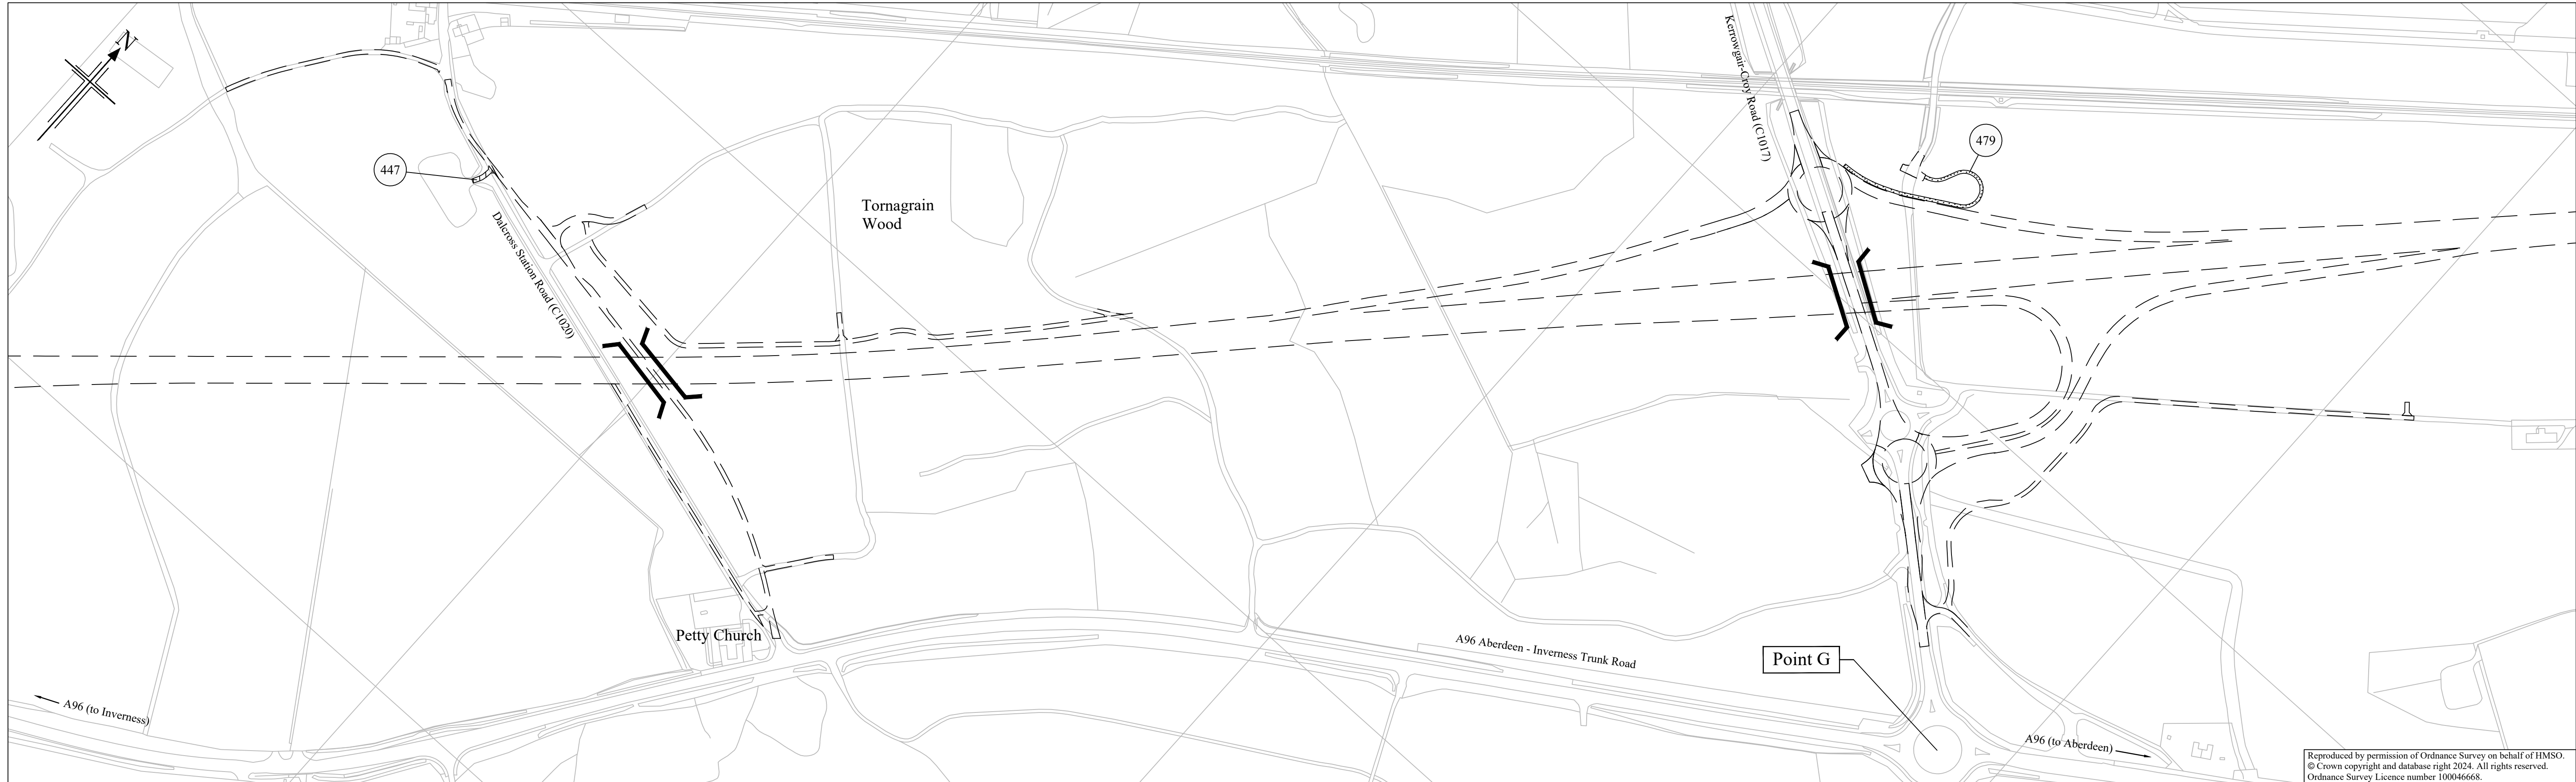 N
Kerrowgair-Croy Road (C1017)
479
447
Tornagrain
Wood
Dalcross Station Road (C1020)
Petty Church
A96 Aberdeen - Inverness Trunk Road
Point G
A96 (to Inverness)
A96 (to Aberdeen)
Reproduced by permission of Ordnance Survey on behalf of HMSO.
© Crown copyright and database right 2024. All rights reserved.
Ordnance Survey Licence number 100046668.